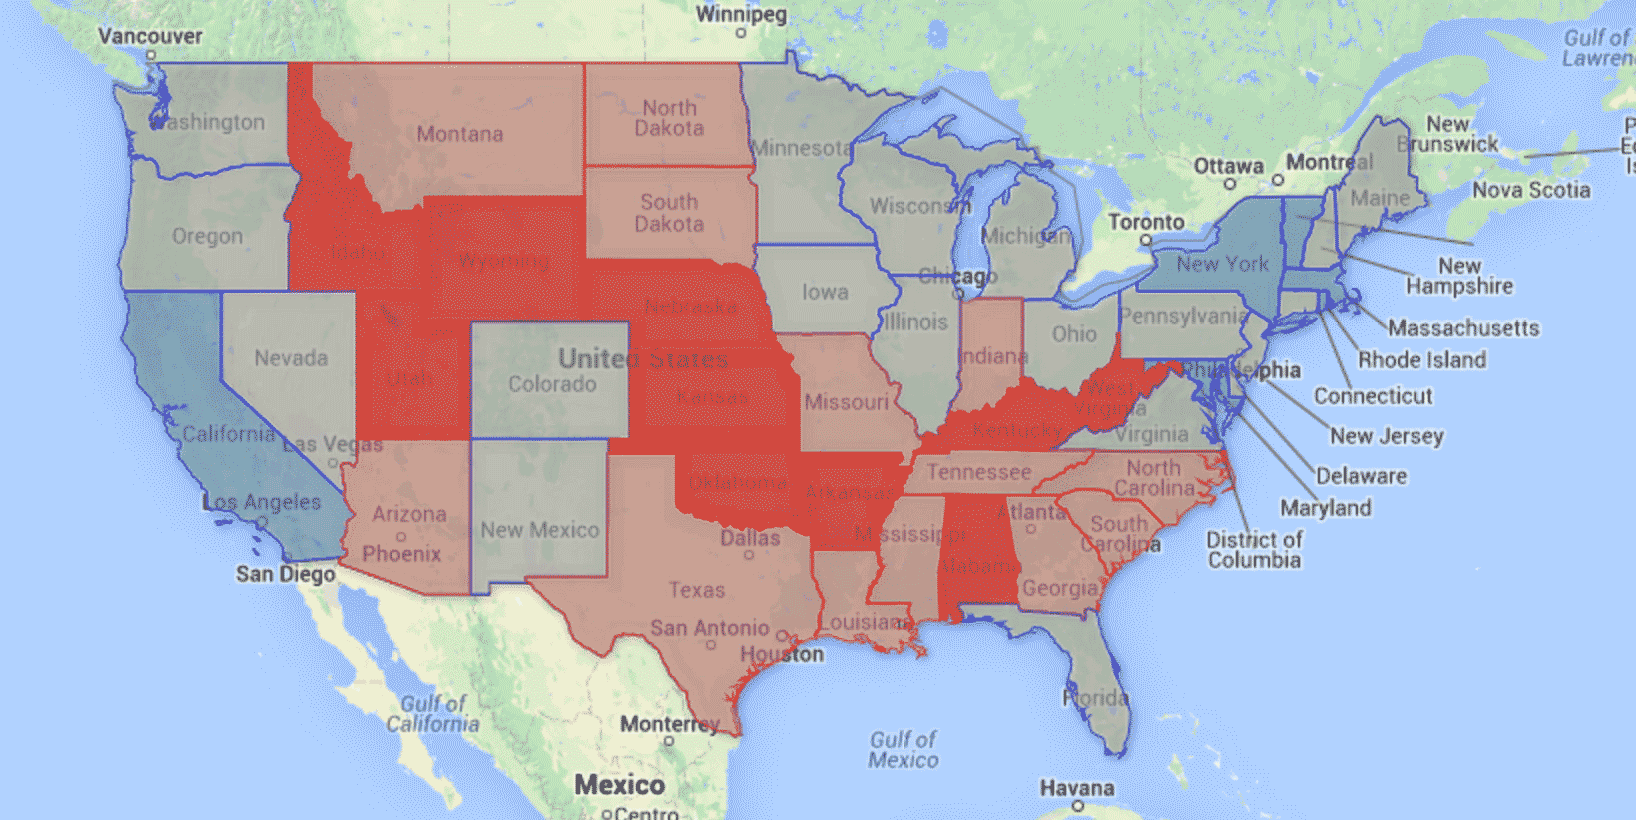 Winnipeg
Vancouver
Gulf of
Lawren
ashington
Montana
North
Dakota
Minnesota
New
Brunswick
Ottawa
Montreal
Maine
Nova Scotia
Oregon
South
Dakota
Wisconsin
Michigan
Toronto
Idaho
Wyoming
New York
New
Hampshire
Chicago
Iowa
Nebraska
Illinois
Ohio
Pennsylvania
Massachusetts
Nevada
United States
Indiana
Rhode Island
Philadelphia
Utah
Colorado
Kansas
Missouri
West
Virginia
Connecticut
California
Las Vegas
Kentucky
Virginia
New Jersey
Tennessee
North
Carolina
Delaware
Los Angeles
Oklahoma
Arkansas
Maryland
Arizona
Phoenix
New Mexico
Dallas
Mississippi
Atlanta
South
Carolina
District of
Columbia
San Diego
Texas
Alabama
Georgia
San Antonio
Louisiana
Houston
Gulf of
California
Monterrey
Florida
Gulf of
Mexico
Mexico
Havana
Centro